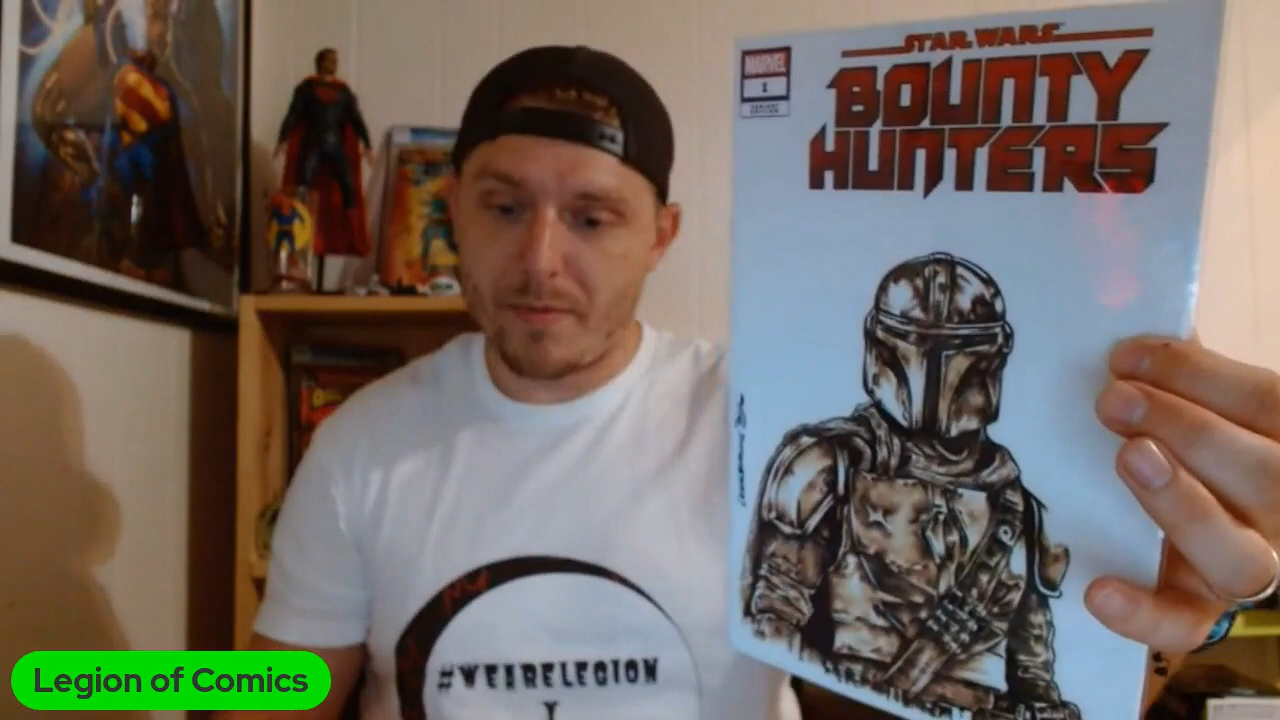 STAR WARS
BOUNTY
HUNTERS
MARVEL
1
VARIANT
EDITION
#WEARELEGION
Legion of Comics